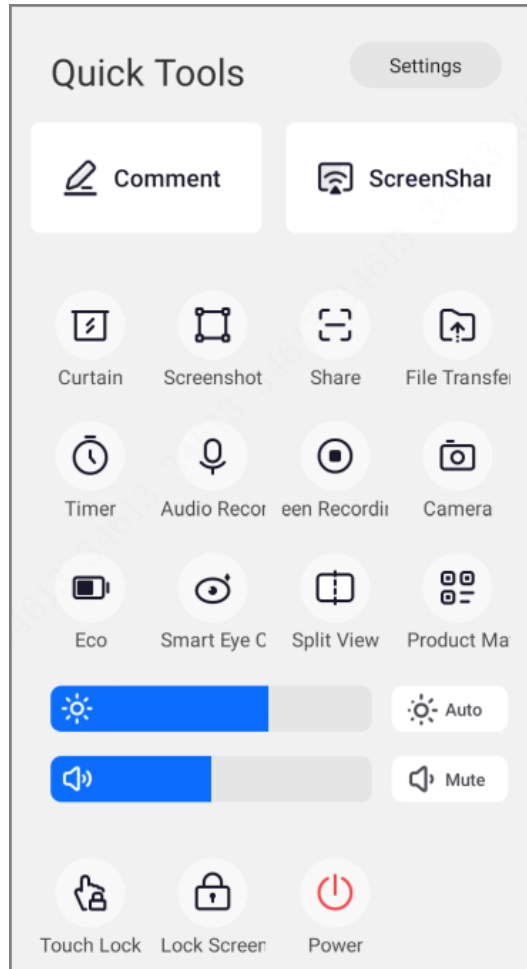 Quick Tools
Settings
Comment
ScreenShar
Curtain
Screenshot
Share
File Transfe
Timer
Audio Recor
een Recordi
Camera
Eco
Smart Eye C
Split View
Product Ma
Auto
Mute
Touch Lock
Lock Screen
Power